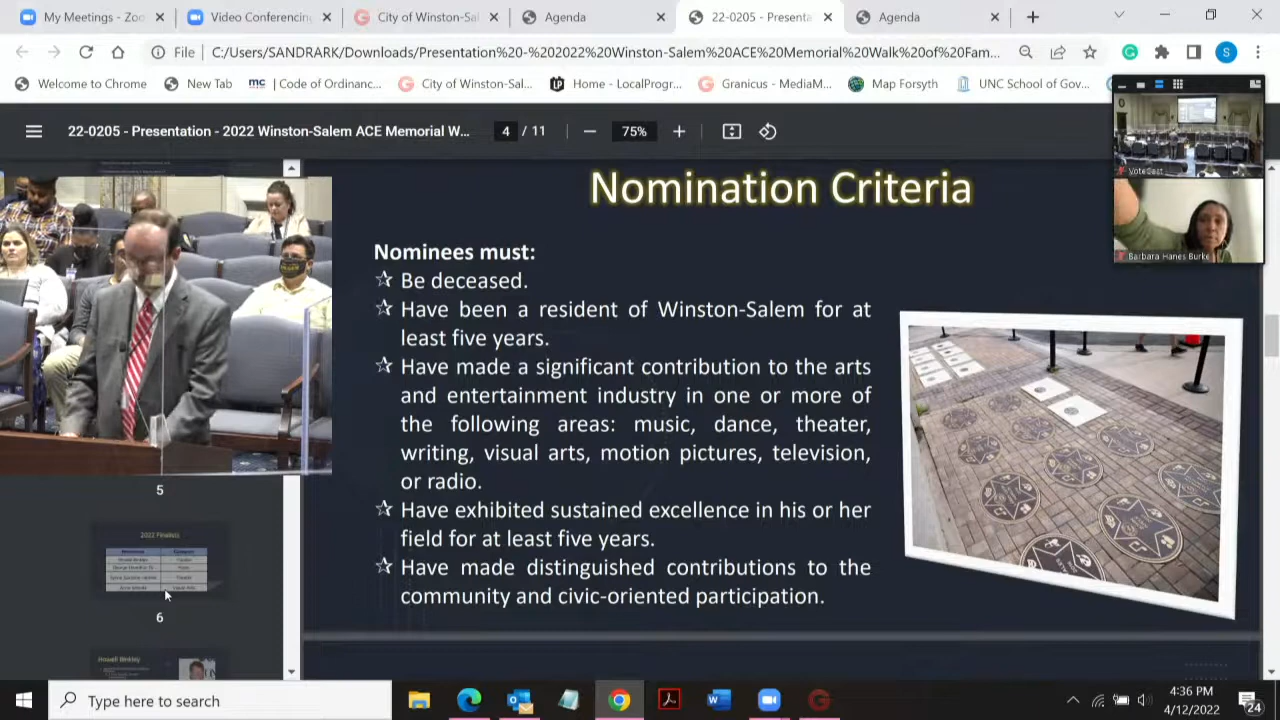 My Meetings - Zoo
Video Conferencing
City of Winston-Sal
Agenda
22-0205 - Presenta
Agenda
File
C:/Users/SANDRARK/Downloads/Presentation%20-%202022%20Winston-Salem%20ACE%20Memorial%20Walk%20of%20Fam...
S
Welcome to Chrome
New Tab
mc
Code of Ordinanc...
City of Winston-Sal...
Home - LocalProgr...
Granicus - MediaM...
Map Forsyth
UNC School of Gov...
22-0205 - Presentation - 2022 Winston-Salem ACE Memorial W...
4 / 11
75%
VoteCast
Barbara Hanes Burke
Nomination Criteria
Nominees must:
Be deceased.
Have been a resident of Winston-Salem for at
least five years.
Have made a significant contribution to the arts
and entertainment industry in one or more of
the following areas: music, dance, theater,
writing, visual arts, motion pictures, television,
or radio.
Have exhibited sustained excellence in his or her
field for at least five years.
Have made distinguished contributions to the
community and civic-oriented participation.
5
2022 Finalists
6
Howell Binkley
Type here to search
4:36 PM
4/12/2022
24